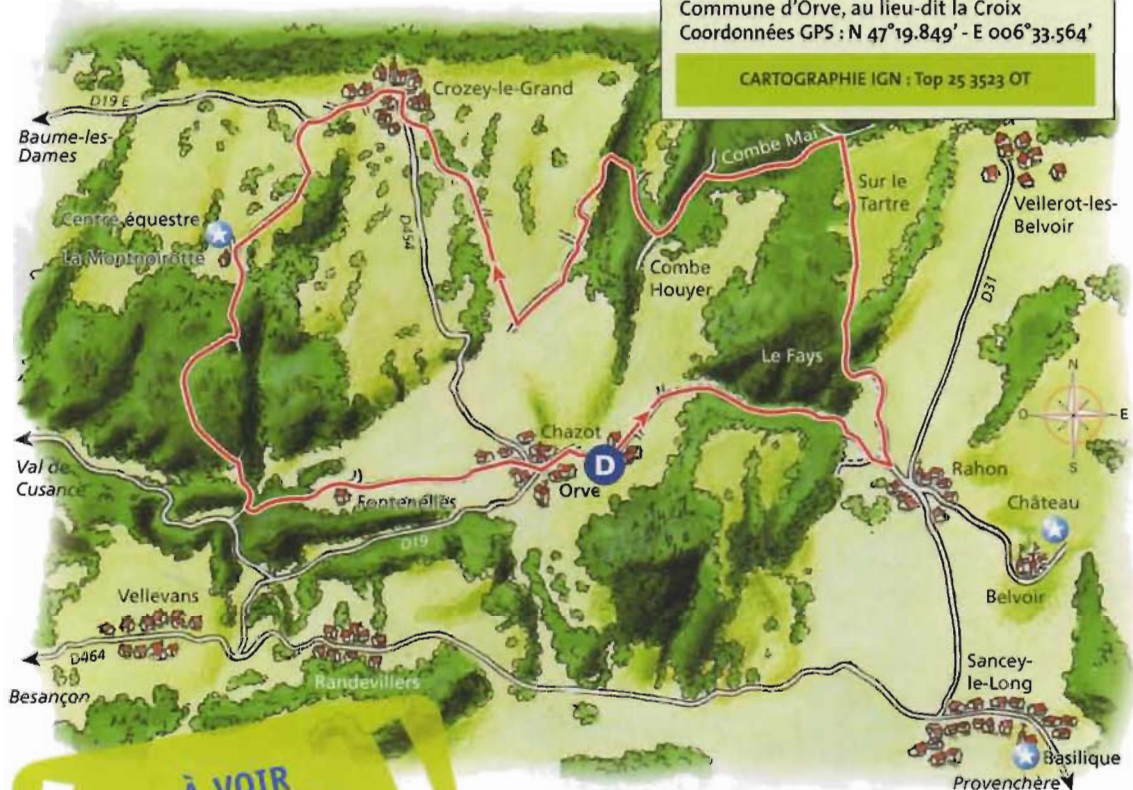 Commune d'Orve, au lieu-dit la Croix
Coordonnées GPS : N 47°19.849' - E 006°33.564'
CARTOGRAPHIE IGN : Top 25 3523 OT
D19 E
Crozey-le-Grand
Baume-les-
Dames
Combe Mai
Sur le
Tartre
Vellerot-les-
Belvoir
Centre équestre
La Montnoirotte
D454
Combe
Houyer
D31
Le Fays
N
O
E
S
Chazot
D
Orve
Val de
Cusance
Fontenelles
Rahon
Château
D19
Belvoir
Vellevans
D464
Randevillers
Besançon
Sancey-
le-Long
Basilique
Provenchère
À VOIR